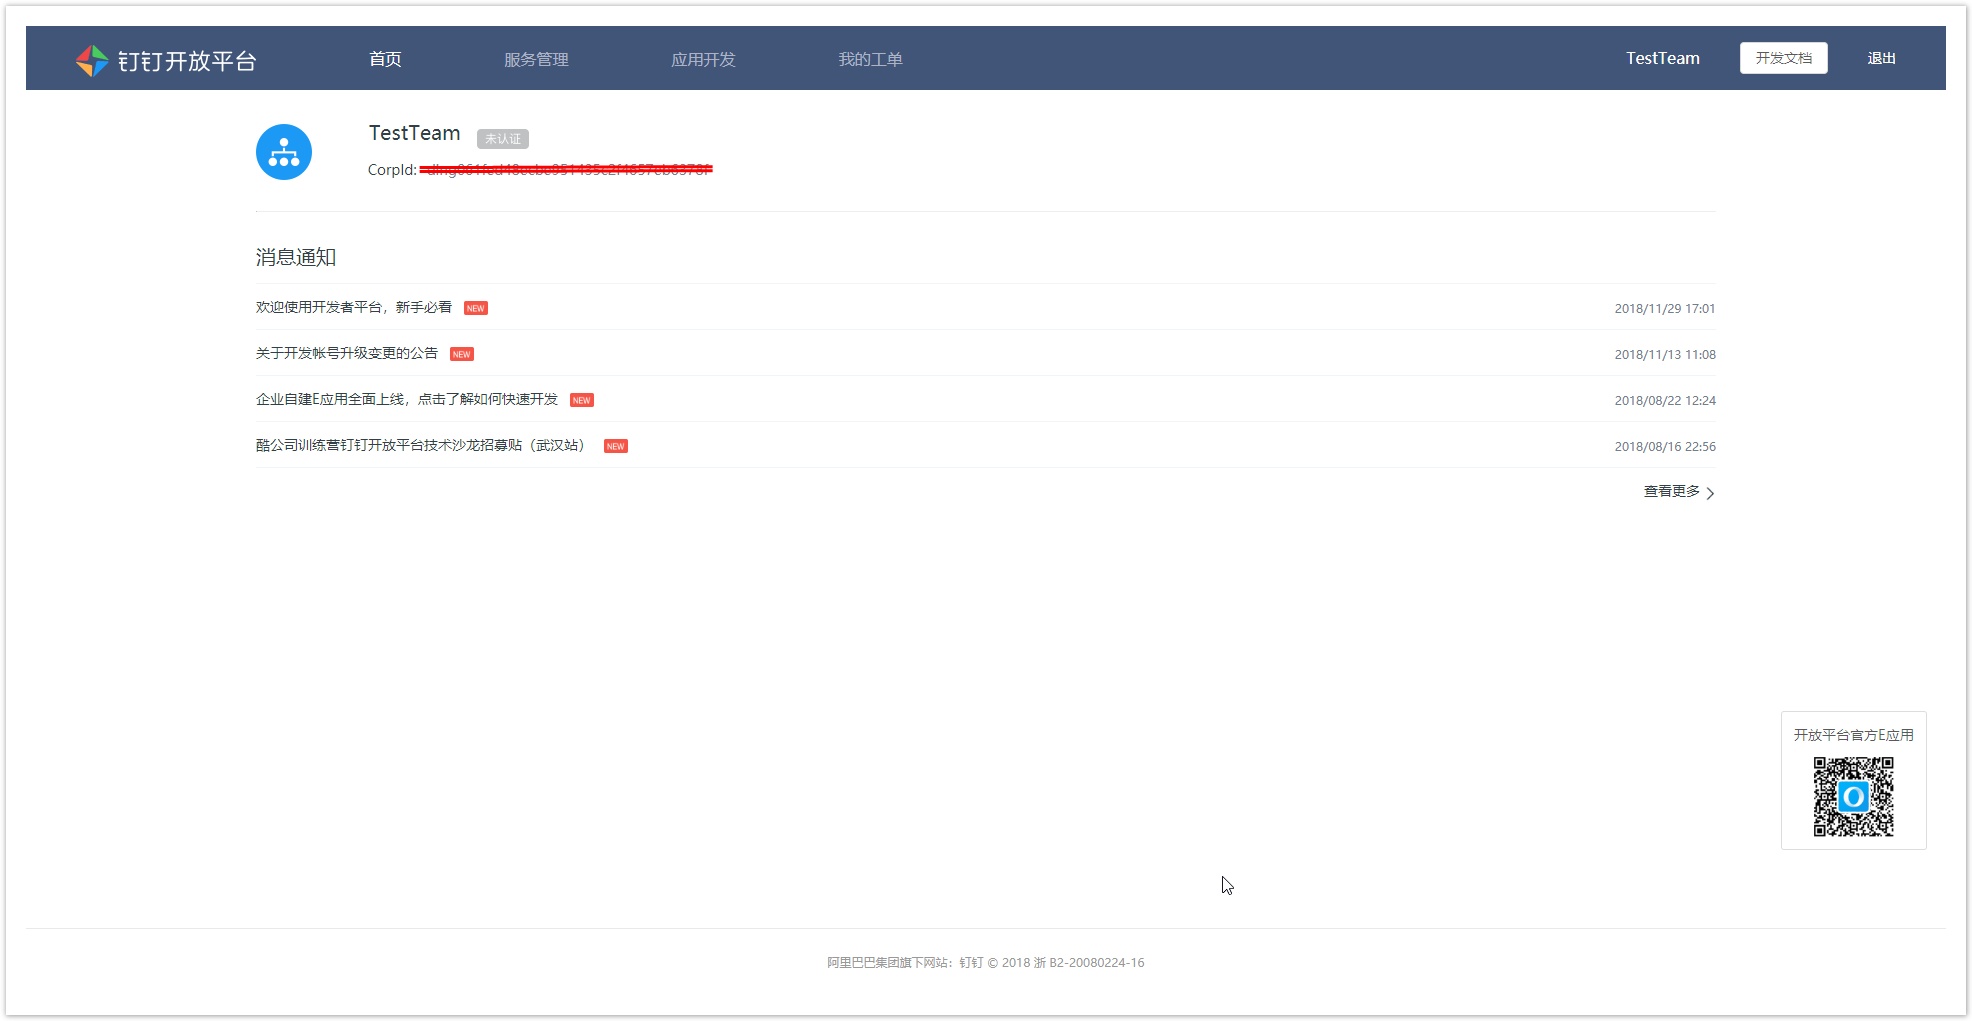 钉钉开放平台 首页 服务管理 应用开发 我的工单 TestTeam 开发文档 退出
TestTeam 未认证
CorpId:
消息通知
欢迎使用开发者平台，新手必看 NEW 2018/11/29 17:01
关于开发帐号升级变更的公告 NEW 2018/11/13 11:08
企业自建E应用全面上线，点击了解如何快速开发 NEW 2018/08/22 12:24
酷公司训练营钉钉开放平台技术沙龙招募贴（武汉站） NEW 2018/08/16 22:56
查看更多
开放平台官方E应用
阿里巴巴集团旗下网站：钉钉 © 2018 浙 B2-20080224-16